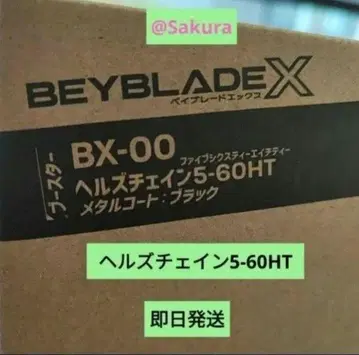 @Sakura
BEYBLADE X
ベイブレードエックス
ブースター
BX-00
ファイブシックスティーエイチティー
ヘルズチェイン5-60HT
メタルコート:ブラック
ヘルズチェイン5-60HT
即日発送